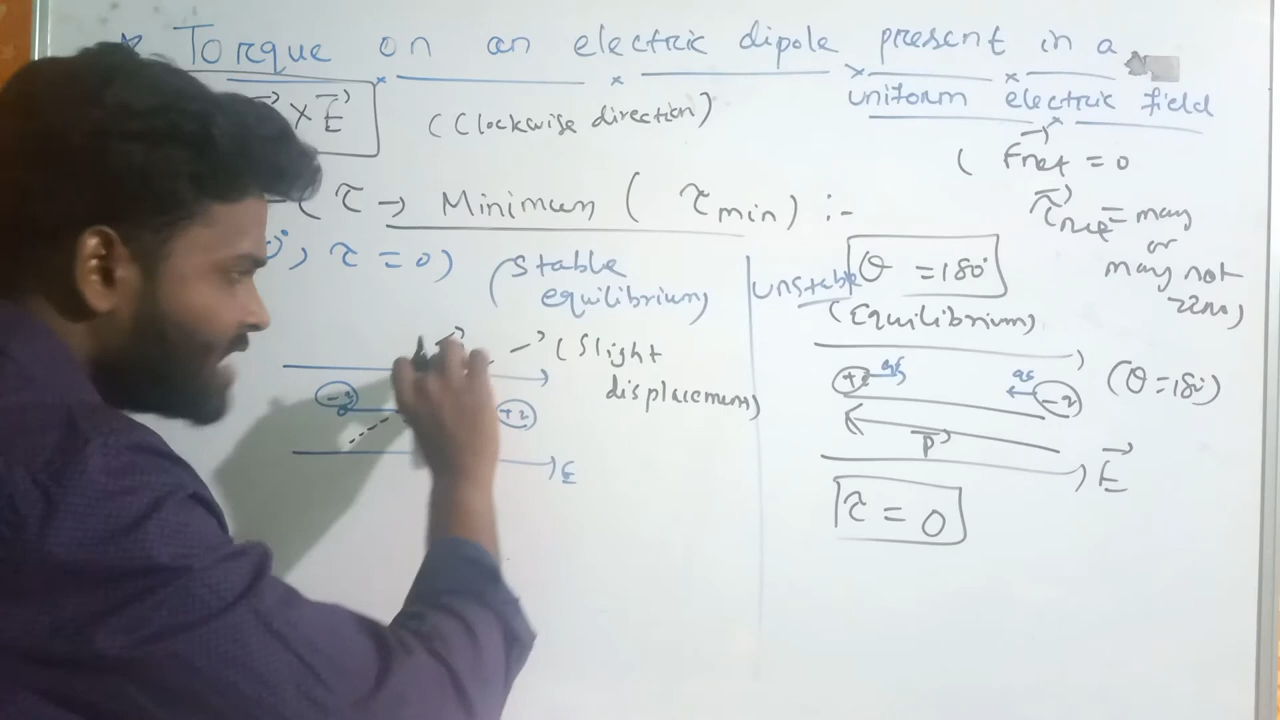 * Torque on an electric dipole present in a
uniform electric field
X E
(Clockwise direction)
( Fnet = 0
τnet = may
or
may not
zero)
( τ → Minimum ( τmin ) :-
0°, τ = 0)
(stable
equilibrium)
Unstable
θ = 180°
(Equilibrium)
(Slight
displacement)
-q
+q
E
+q
qE
qE
-q
(θ = 180°)
P
E
τ = 0